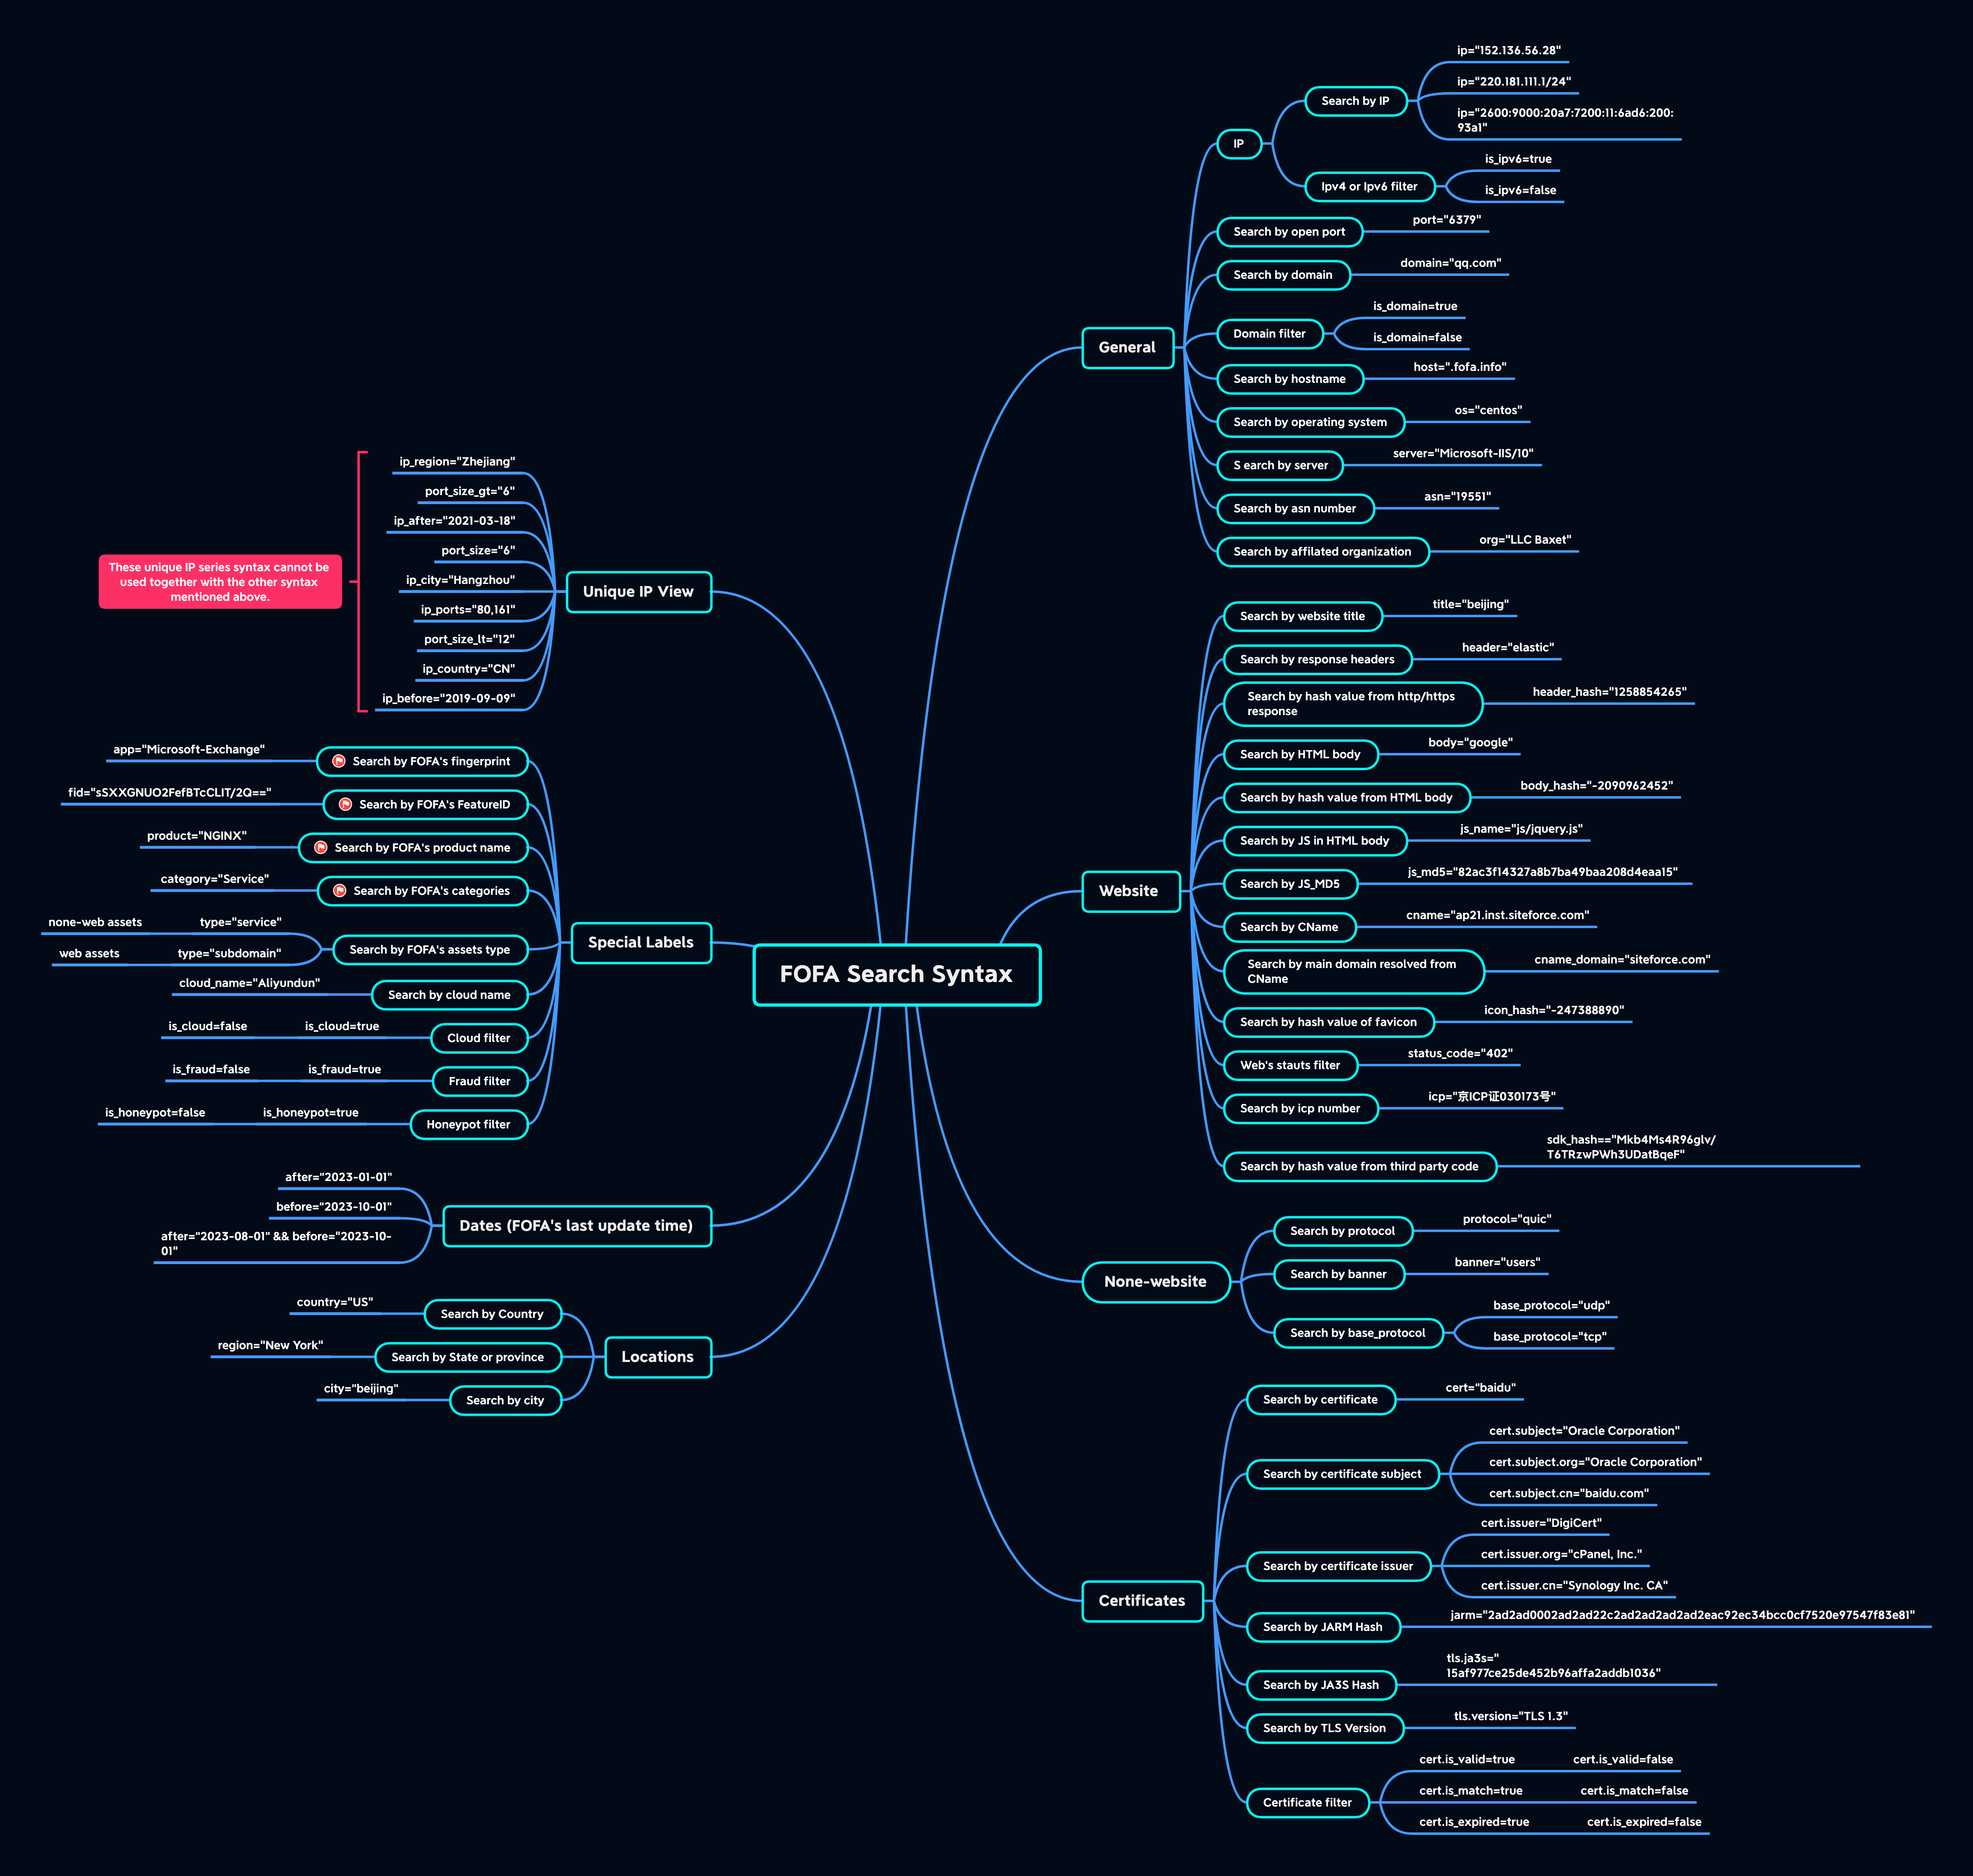 FOFA Search Syntax
General
IP
Search by IP
ip="152.136.56.28"
ip="220.181.111.1/24"
ip="2600:9000:20a7:7200:11:6ad6:200:
93a1"
Ipv4 or Ipv6 filter
is_ipv6=true
is_ipv6=false
Search by open port
port="6379"
Search by domain
domain="qq.com"
Domain filter
is_domain=true
is_domain=false
Search by hostname
host=".fofa.info"
Search by operating system
os="centos"
S earch by server
server="Microsoft-IIS/10"
Search by asn number
asn="19551"
Search by affilated organization
org="LLC Baxet"
Website
Search by website title
title="beijing"
Search by response headers
header="elastic"
Search by hash value from http/https
response
header_hash="1258854265"
Search by HTML body
body="google"
Search by hash value from HTML body
body_hash="-2090962452"
Search by JS in HTML body
js_name="js/jquery.js"
Search by JS_MD5
js_md5="82ac3f14327a8b7ba49baa208d4eaa15"
Search by CName
cname="ap21.inst.siteforce.com"
Search by main domain resolved from
CName
cname_domain="siteforce.com"
Search by hash value of favicon
icon_hash="-247388890"
Web's stauts filter
status_code="402"
Search by icp number
icp="京ICP证030173号"
Search by hash value from third party code
sdk_hash=="Mkb4Ms4R96glv/
T6TRzwPWh3UDatBqeF"
None-website
Search by protocol
protocol="quic"
Search by banner
banner="users"
Search by base_protocol
base_protocol="udp"
base_protocol="tcp"
Certificates
Search by certificate
cert="baidu"
Search by certificate subject
cert.subject="Oracle Corporation"
cert.subject.org="Oracle Corporation"
cert.subject.cn="baidu.com"
Search by certificate issuer
cert.issuer="DigiCert"
cert.issuer.org="cPanel, Inc."
cert.issuer.cn="Synology Inc. CA"
Search by JARM Hash
jarm="2ad2ad0002ad2ad22c2ad2ad2ad2ad2eac92ec34bcc0cf7520e97547f83e81"
Search by JA3S Hash
tls.ja3s="
15af977ce25de452b96affa2addb1036"
Search by TLS Version
tls.version="TLS 1.3"
Certificate filter
cert.is_valid=true
cert.is_valid=false
cert.is_match=true
cert.is_match=false
cert.is_expired=true
cert.is_expired=false
Unique IP View
ip_region="Zhejiang"
port_size_gt="6"
ip_after="2021-03-18"
port_size="6"
ip_city="Hangzhou"
ip_ports="80,161"
port_size_lt="12"
ip_country="CN"
ip_before="2019-09-09"
These unique IP series syntax cannot be
used together with the other syntax
mentioned above.
Special Labels
Search by FOFA's fingerprint
app="Microsoft-Exchange"
Search by FOFA's FeatureID
fid="sSXXGNUO2FefBTcCLIT/2Q=="
Search by FOFA's product name
product="NGINX"
Search by FOFA's categories
category="Service"
Search by FOFA's assets type
type="service"
none-web assets
type="subdomain"
web assets
Search by cloud name
cloud_name="Aliyundun"
Cloud filter
is_cloud=true
is_cloud=false
Fraud filter
is_fraud=true
is_fraud=false
Honeypot filter
is_honeypot=true
is_honeypot=false
Dates (FOFA's last update time)
after="2023-01-01"
before="2023-10-01"
after="2023-08-01" && before="2023-10-
01"
Locations
Search by Country
country="US"
Search by State or province
region="New York"
Search by city
city="beijing"